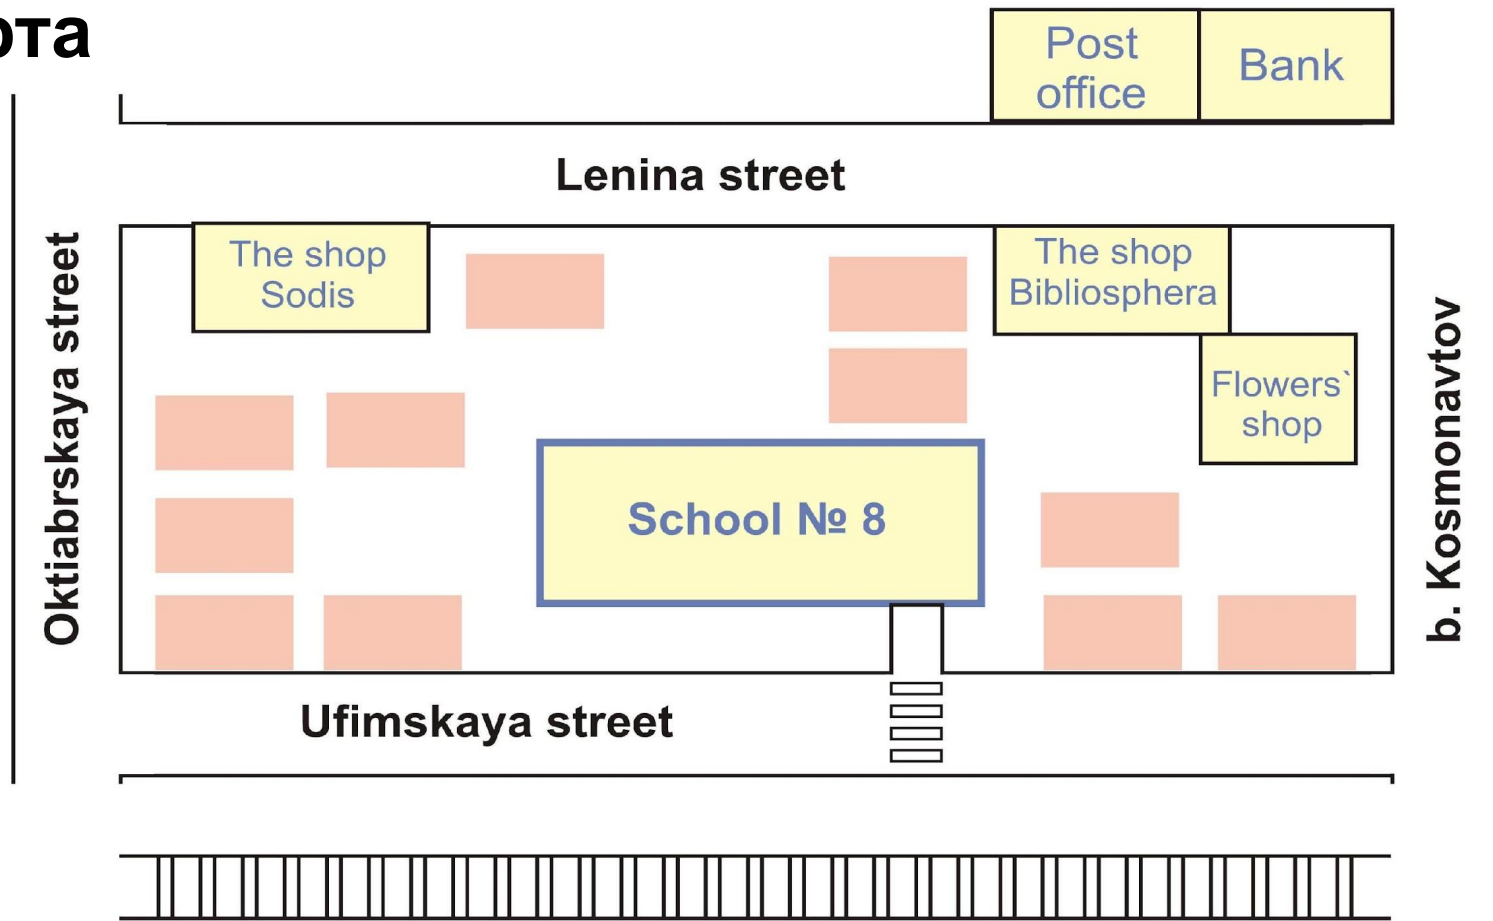 рта
Post
office
Bank
Lenina street
Oktiabrskaya street
The shop
Sodis
The shop
Bibliosphera
Flowers`
shop
b. Kosmonavtov
School № 8
Ufimskaya street